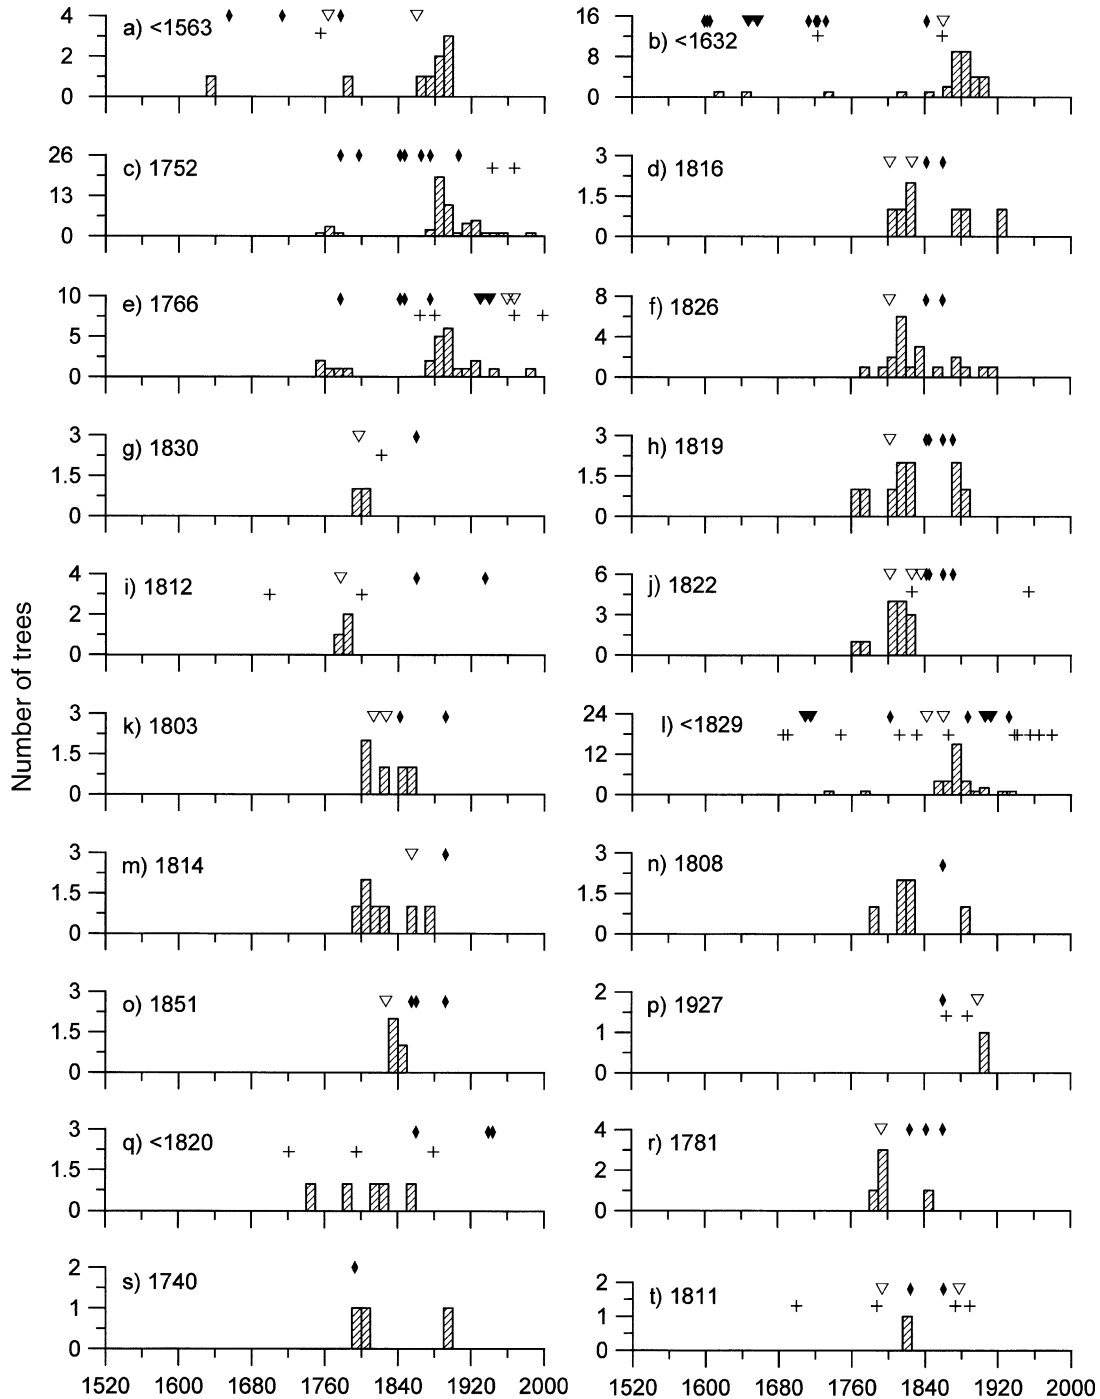 Number of trees
4
2
0
a) <1563
16
8
0
b) <1632
26
13
0
c) 1752
3
1.5
0
d) 1816
10
5
0
e) 1766
8
4
0
f) 1826
3
1.5
0
g) 1830
3
1.5
0
h) 1819
4
2
0
i) 1812
6
3
0
j) 1822
3
1.5
0
k) 1803
24
12
0
l) <1829
3
1.5
0
m) 1814
3
1.5
0
n) 1808
3
1.5
0
o) 1851
2
1
0
p) 1927
3
1.5
0
q) <1820
4
2
0
r) 1781
2
1
0
s) 1740
2
1
0
t) 1811
1520 1600 1680 1760 1840 1920 2000
1520 1600 1680 1760 1840 1920 2000